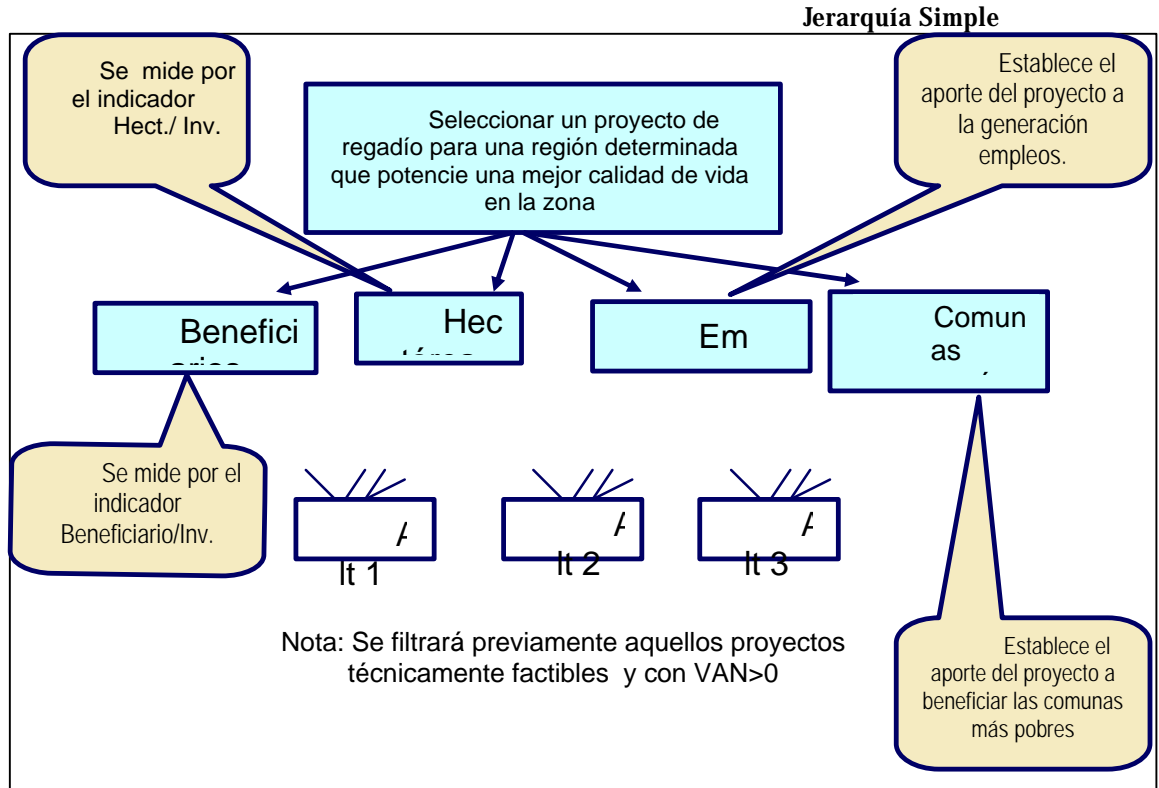 Jerarquía Simple
Se mide por
el indicador
Hect./ Inv.
Seleccionar un proyecto de
regadío para una región determinada
que potencie una mejor calidad de vida
en la zona
Establece el
aporte del proyecto a
la generación
empleos.
Benefici
Hec
Em
Comun
as
Se mide por el
indicador
Beneficiario/Inv.
A
lt 1
A
lt 2
A
lt 3
Nota: Se filtrará previamente aquellos proyectos
técnicamente factibles y con VAN>0
Establece el
aporte del proyecto a
beneficiar las comunas
más pobres